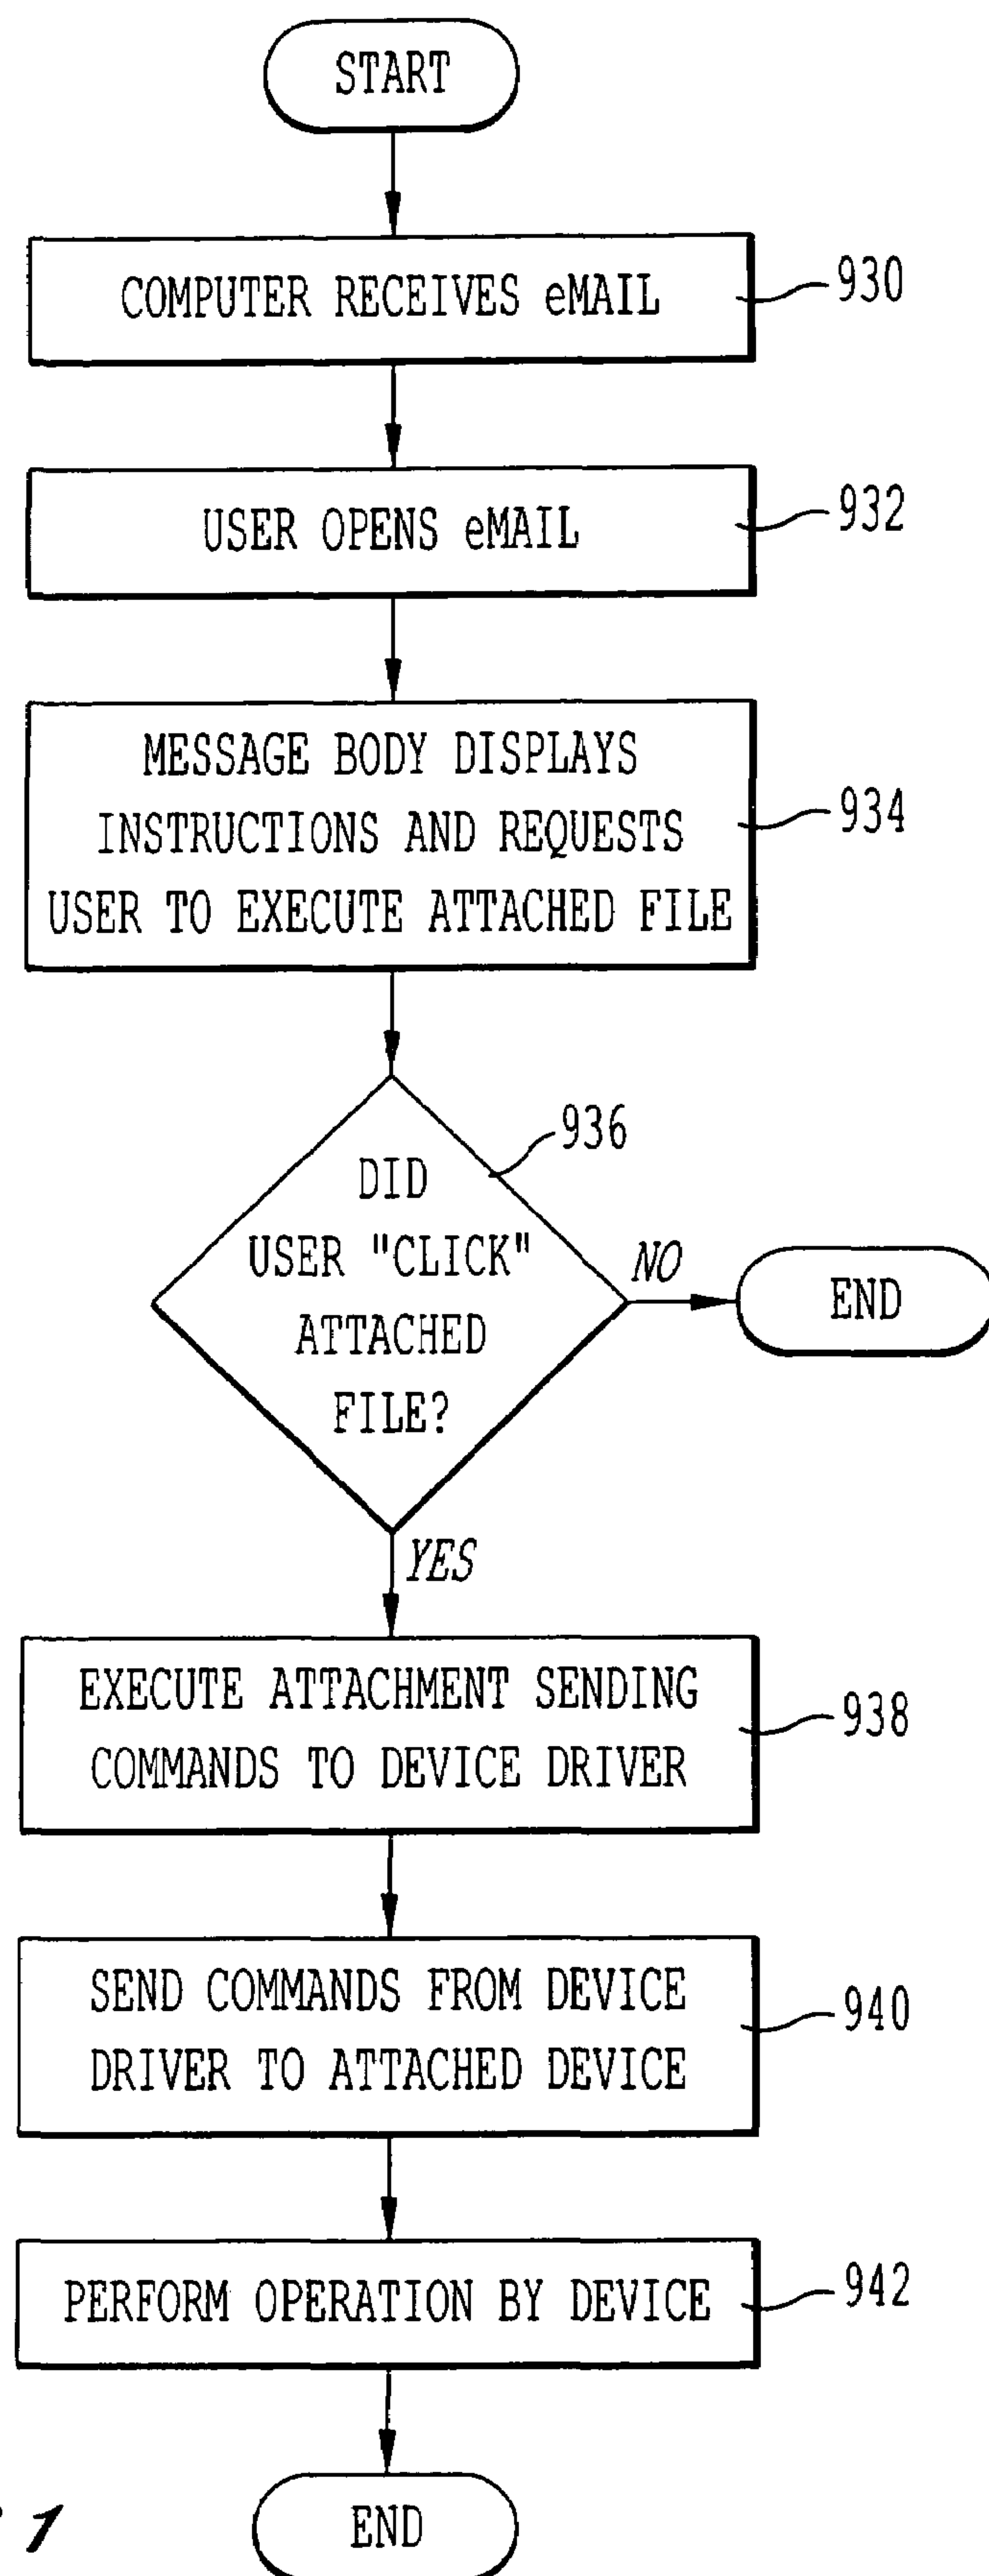 START
COMPUTER RECEIVES eMAIL
930
USER OPENS eMAIL
932
MESSAGE BODY DISPLAYS
INSTRUCTIONS AND REQUESTS
USER TO EXECUTE ATTACHED FILE
934
936
DID
USER "CLICK"
ATTACHED
FILE?
NO
END
YES
EXECUTE ATTACHMENT SENDING
COMMANDS TO DEVICE DRIVER
938
SEND COMMANDS FROM DEVICE
DRIVER TO ATTACHED DEVICE
940
PERFORM OPERATION BY DEVICE
942
END
1